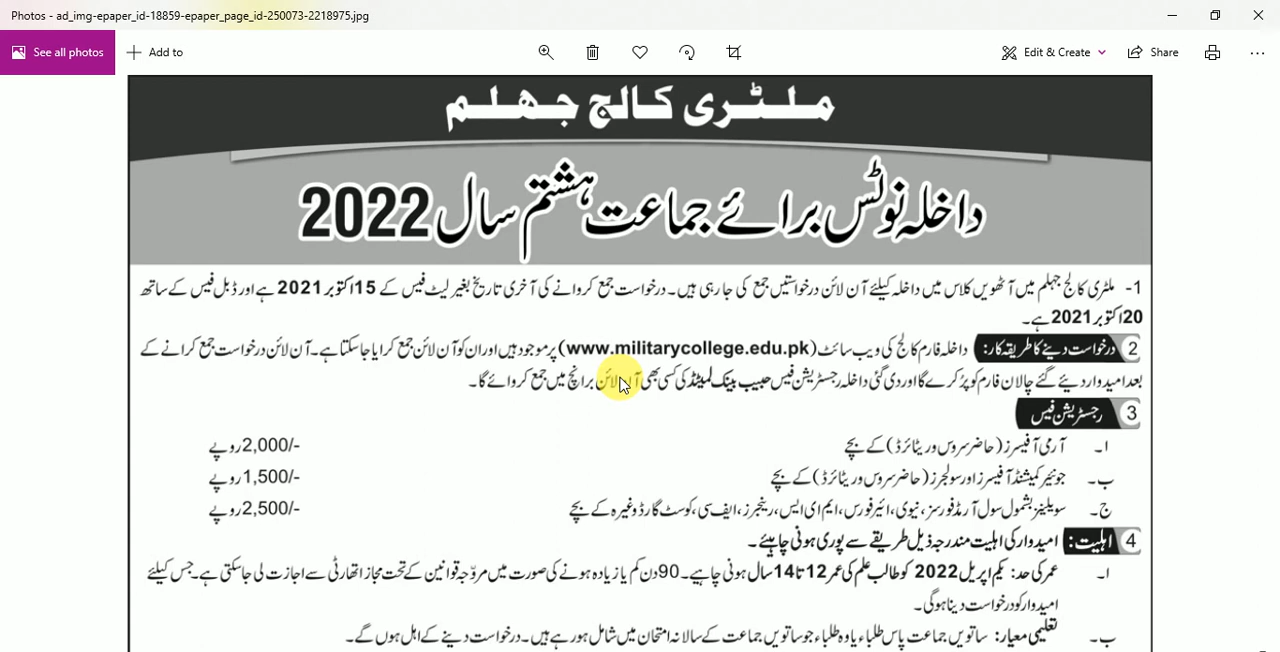 Photos - ad_img-epaper_id-18859-epaper_page_id-250073-2218975.jpg
See all photos
Add to
Edit & Create
Share
ملٹری کالج جہلم
داخلہ نوٹس برائے جماعت ہشتم سال 2022
1- ملٹری کالج جہلم میں آٹھویں کلاس میں داخلہ کیلئے آن لائن درخواستیں جمع کی جا رہی ہیں۔ درخواست جمع کروانے کی آخری تاریخ بغیر لیٹ فیس کے 15 اکتوبر 2021 ہے اور ڈبل فیس کے ساتھ
20 اکتوبر 2021 ہے۔
2 درخواست دینے کا طریقہ کار: داخلہ فارم کالج کی ویب سائٹ (www.militarycollege.edu.pk) پر موجود ہیں اور ان کو آن لائن جمع کرایا جا سکتا ہے۔ آن لائن درخواست جمع کرانے کے
بعد امیدوار دیئے گئے چالان فارم کو پُر کرے گا اور دی گئی داخلہ رجسٹریشن فیس حبیب بینک لمیٹڈ کی کسی بھی آن لائن برانچ میں جمع کروائے گا۔
3 رجسٹریشن فیس
ا۔ آرمی آفیسرز (حاضر سروس و ریٹائرڈ) کے بچے 2,000/- روپے
ب۔ جونیئر کمیشنڈ آفیسرز اور سولجرز (حاضر سروس و ریٹائرڈ) کے بچے 1,500/- روپے
ج۔ سویلینز بشمول سول آرمڈ فورسز، نیوی، ائیر فورس، ایم ای ایس، رینجرز، ایف سی، کوسٹ گارڈ وغیرہ کے بچے 2,500/- روپے
4 اہلیت: امیدوار کی اہلیت مندرجہ ذیل طریقے سے پوری ہونی چاہیئے۔
ا۔ عمر کی حد: یکم اپریل 2022 کو طالب علم کی عمر 12 تا 14 سال ہونی چاہیے۔ 90 دن کم یا زیادہ ہونے کی صورت میں مروّجہ قوانین کے تحت مجاز اتھارٹی سے اجازت لی جا سکتی ہے۔ جس کیلئے
امیدوار کو درخواست دینا ہوگی۔
ب۔ تعلیمی معیار: ساتویں جماعت پاس طلباء یا وہ طلباء جو ساتویں جماعت کے سالانہ امتحان میں شامل ہو رہے ہیں۔ درخواست دینے کے اہل ہوں گے۔